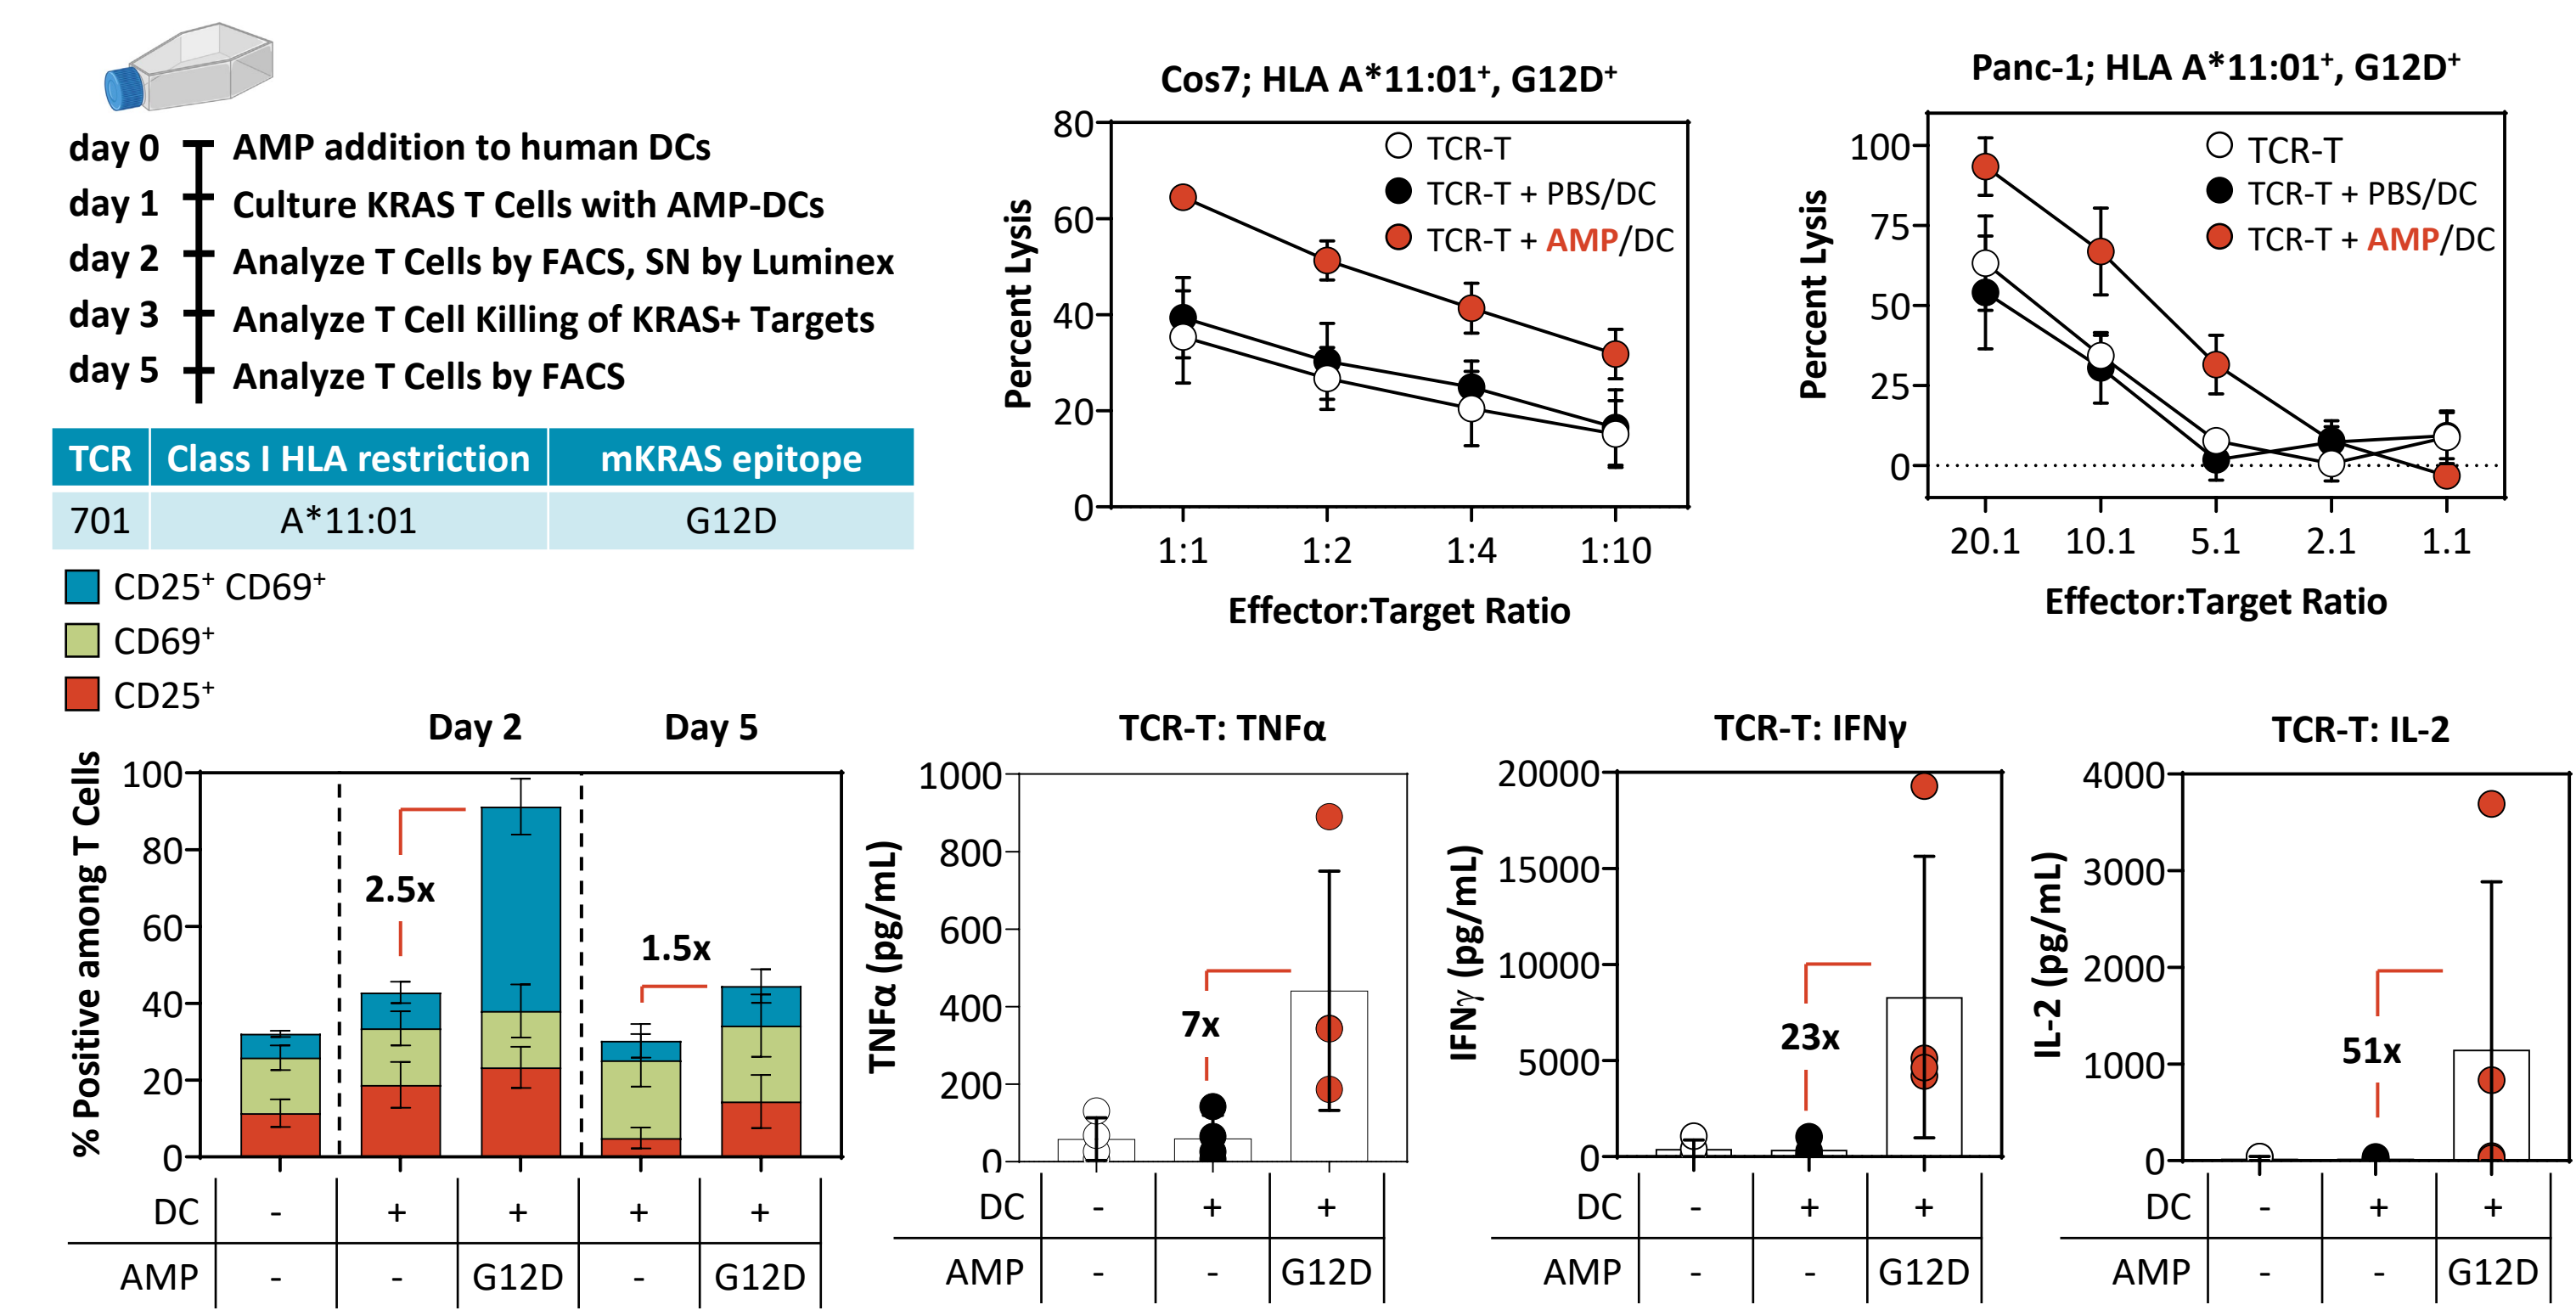 day 0 AMP addition to human DCs
day 1 Culture KRAS T Cells with AMP-DCs
day 2 Analyze T Cells by FACS, SN by Luminex
day 3 Analyze T Cell Killing of KRAS+ Targets
day 5 Analyze T Cells by FACS
TCR Class I HLA restriction mKRAS epitope
701 A*11:01 G12D
Cos7; HLA A*11:01⁺, G12D⁺
Percent Lysis
80
60
40
20
0
TCR-T
TCR-T + PBS/DC
TCR-T + AMP/DC
1:1 1:2 1:4 1:10
Effector:Target Ratio
Panc-1; HLA A*11:01⁺, G12D⁺
Percent Lysis
100
75
50
25
0
TCR-T
TCR-T + PBS/DC
TCR-T + AMP/DC
20.1 10.1 5.1 2.1 1.1
Effector:Target Ratio
CD25⁺ CD69⁺
CD69⁺
CD25⁺
Day 2 Day 5
% Positive among T Cells
100
80
60
40
20
0
2.5x
1.5x
DC - + + + +
AMP - - G12D - G12D
TCR-T: TNFα
TNFα (pg/mL)
1000
800
600
400
200
0
7x
DC - + +
AMP - - G12D
TCR-T: IFNγ
IFNγ (pg/mL)
20000
15000
10000
5000
0
23x
DC - + +
AMP - - G12D
TCR-T: IL-2
IL-2 (pg/mL)
4000
3000
2000
1000
0
51x
DC - + +
AMP - - G12D